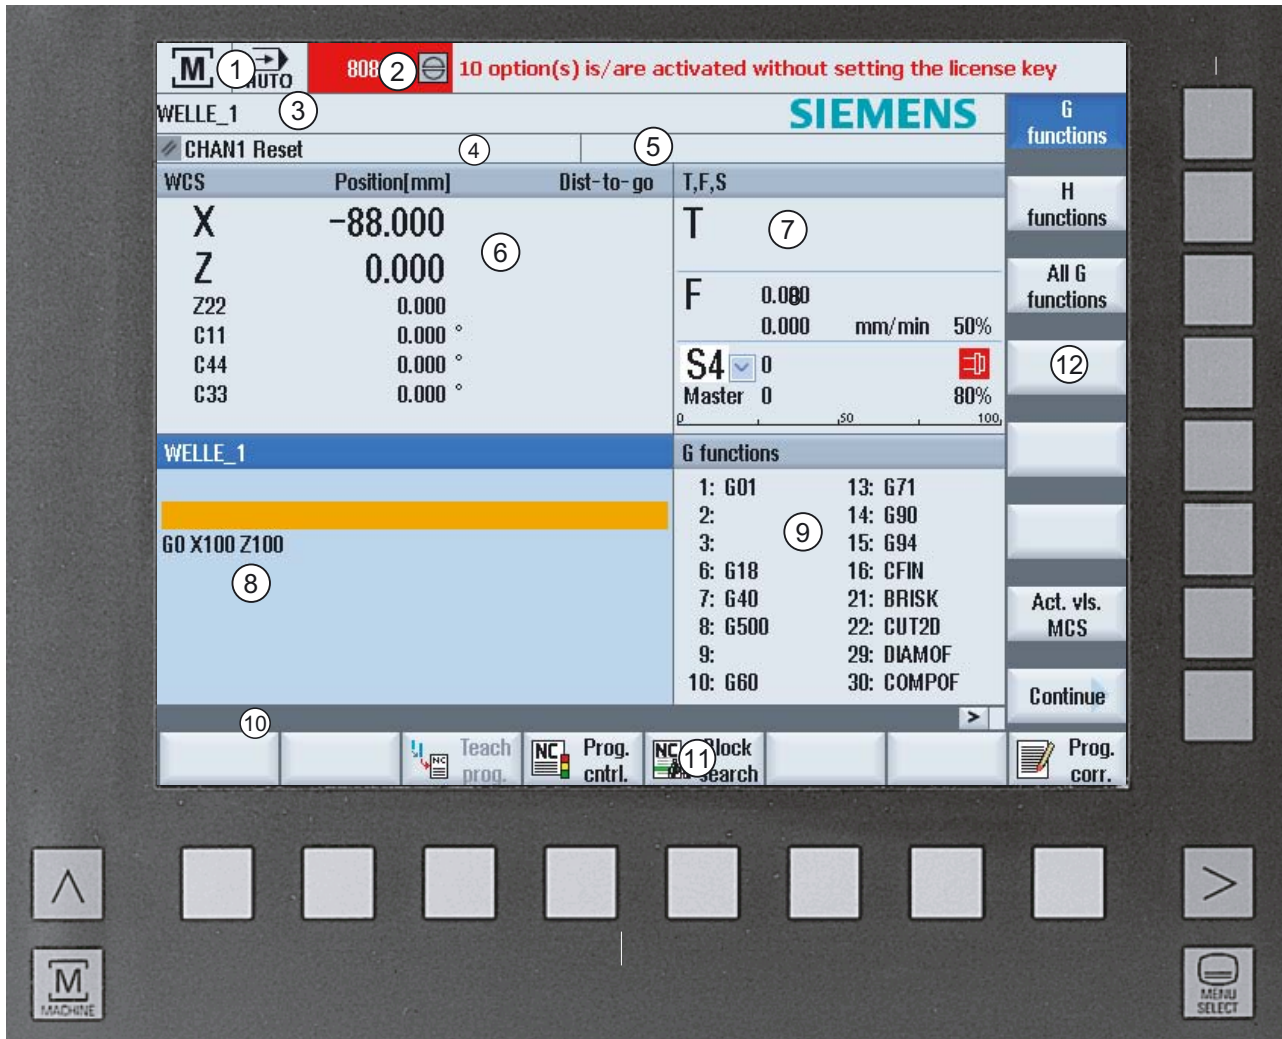 M 1 AUTO 808 2 10 option(s) is/are activated without setting the license key
WELLE_1 3 SIEMENS
CHAN1 Reset 4 5
WCS Position[mm] Dist-to-go
X -88.000
Z 0.000 6
Z22 0.000
C11 0.000 °
C44 0.000 °
C33 0.000 °
T,F,S
T 7
F 0.000
0.000 mm/min 50%
S4 0
Master 0 80%
0 50 100
WELLE_1
G0 X100 Z100
8
G functions
1: G01 13: G71
2: 14: G90
3: 9 15: G94
6: G18 16: CFIN
7: G40 21: BRISK
8: G500 22: CUT2D
9: 29: DIAMOF
10: G60 30: COMPOF
G
functions
H
functions
All G
functions
12
Act. vls.
MCS
Continue
10 >
NC Teach
prog.
NC Prog.
cntrl.
NC 11 Block
search
Prog.
corr.
M
MACHINE
>
MENU
SELECT